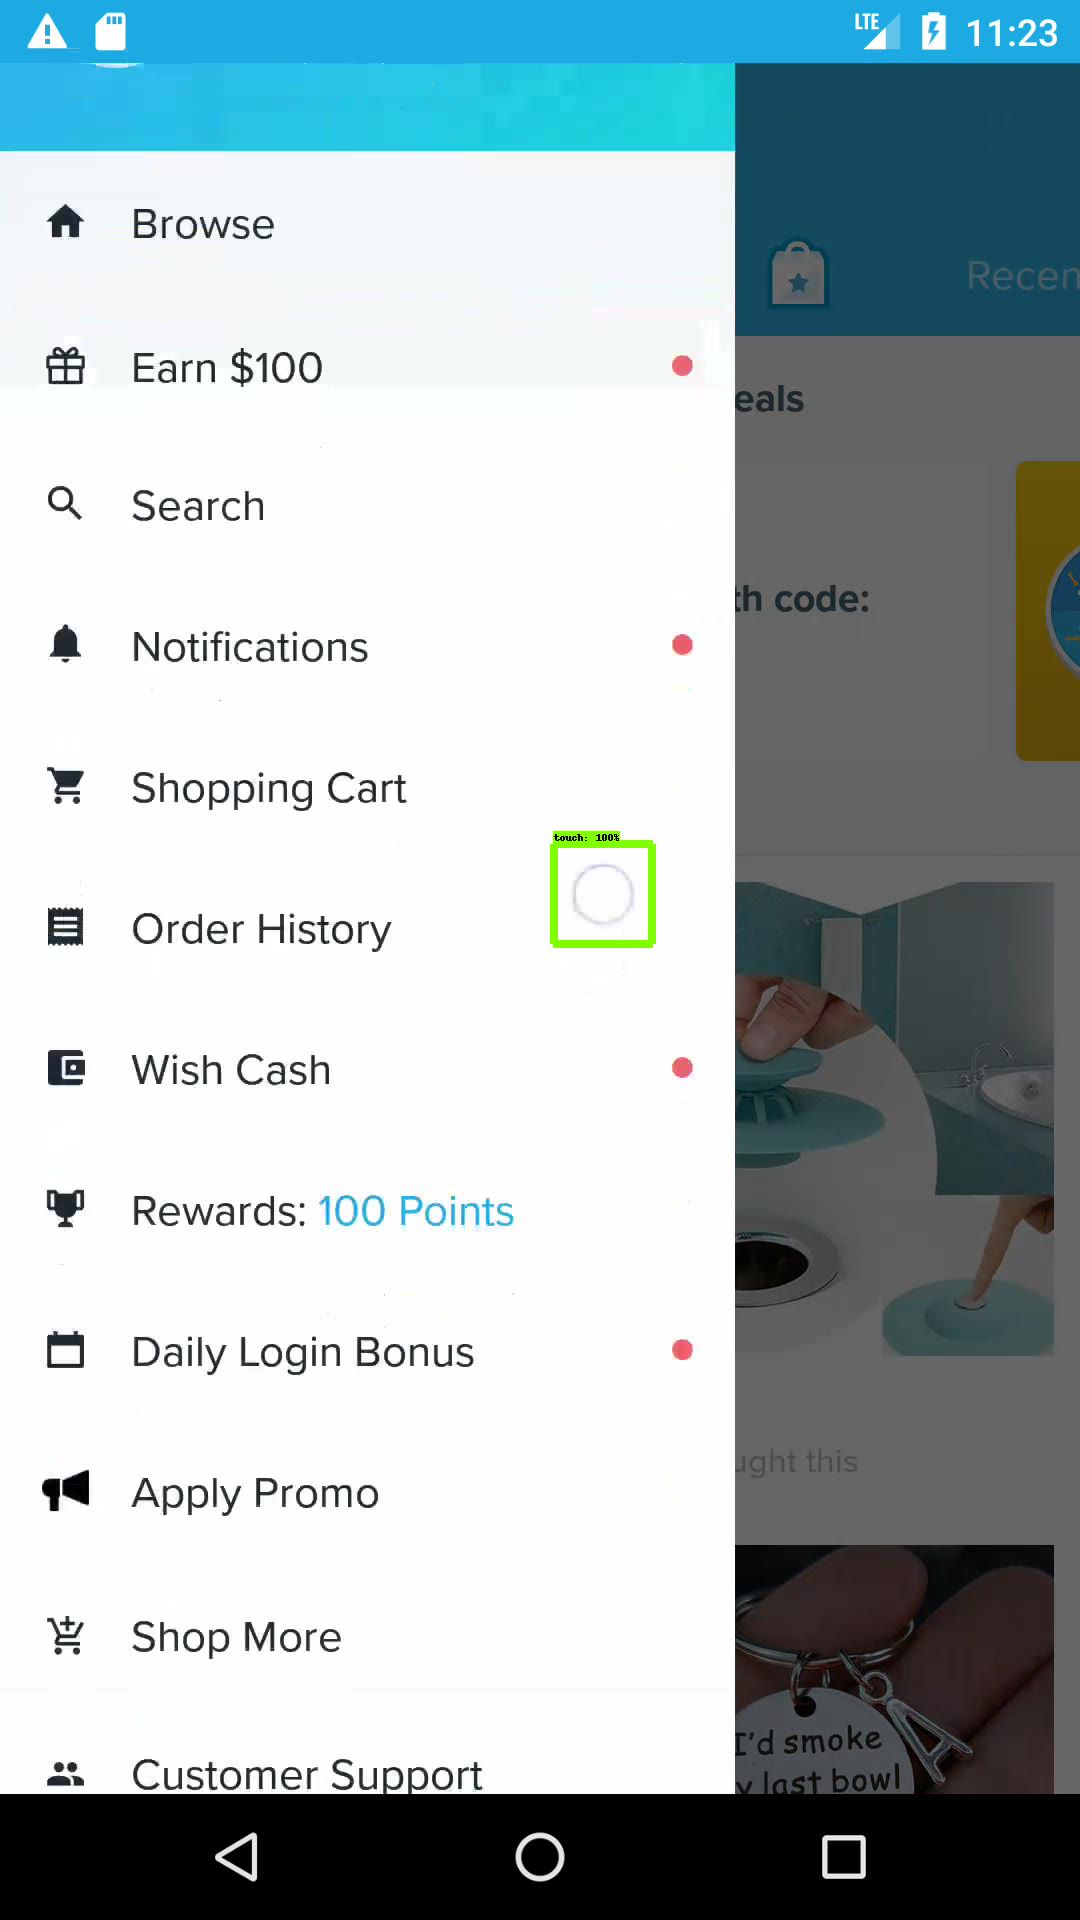 LTE 11:23
Browse
Recen
Earn $100
eals
Search
th code:
Notifications
Shopping Cart
touch: 100%
Order History
Wish Cash
Rewards: 100 Points
Daily Login Bonus
ught this
Apply Promo
Shop More
I'd smoke
y last bowl
A
Customer Support